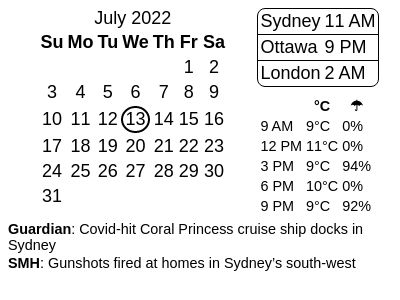 July 2022
Su Mo Tu We Th Fr Sa
1 2
3 4 5 6 7 8 9
10 11 12 13 14 15 16
17 18 19 20 21 22 23
24 25 26 27 28 29 30
31
Sydney 11 AM
Ottawa 9 PM
London 2 AM
°C ☂
9 AM 9°C 0%
12 PM 11°C 0%
3 PM 9°C 94%
6 PM 10°C 0%
9 PM 9°C 92%
Guardian: Covid-hit Coral Princess cruise ship docks in
Sydney
SMH: Gunshots fired at homes in Sydney’s south-west